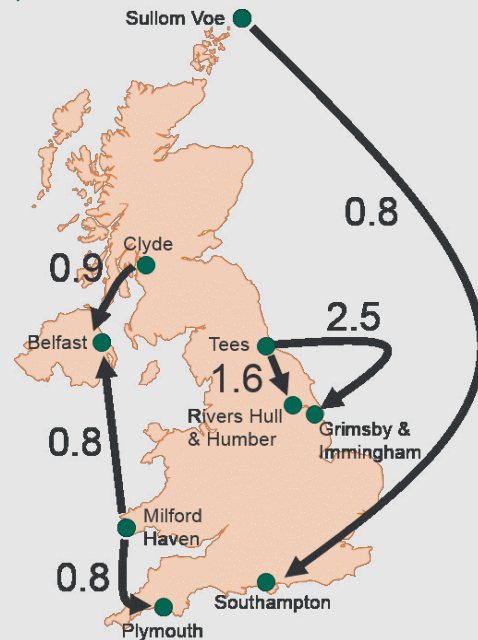 Sullom Voe
0.8
Clyde
0.9
Belfast
Tees
2.5
1.6
Rivers Hull
& Humber
Grimsby &
Immingham
0.8
Milford
Haven
0.8
Southampton
Plymouth